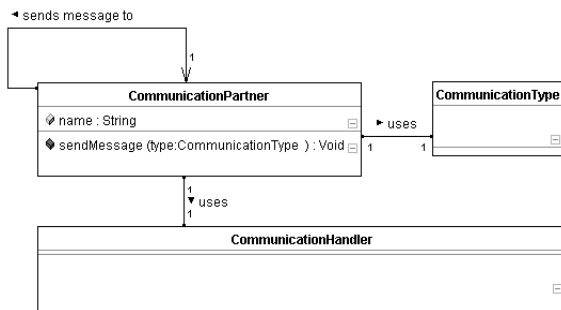 sends message to
1
CommunicationPartner
name : String
sendMessage (type:CommunicationType ) : Void
uses
1
1
CommunicationType
1
uses
1
CommunicationHandler